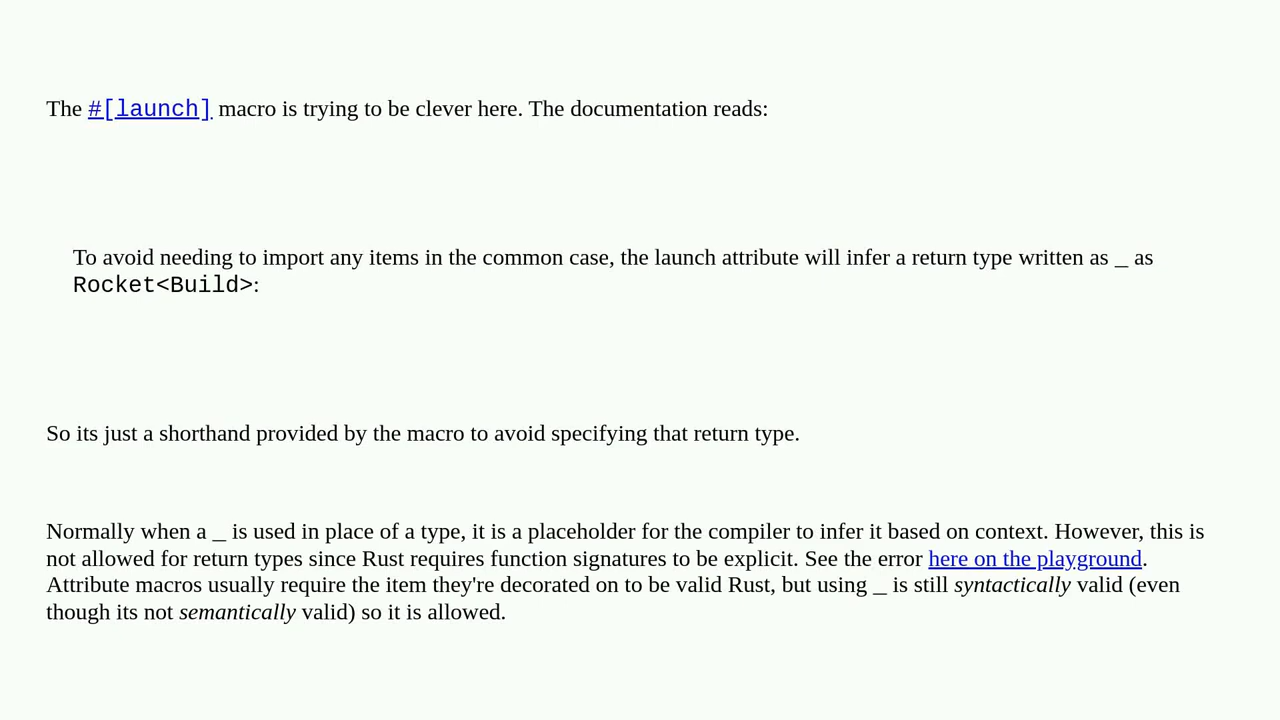 The #[launch] macro is trying to be clever here. The documentation reads:
To avoid needing to import any items in the common case, the launch attribute will infer a return type written as _ as
Rocket<Build>:
So its just a shorthand provided by the macro to avoid specifying that return type.
Normally when a _ is used in place of a type, it is a placeholder for the compiler to infer it based on context. However, this is
not allowed for return types since Rust requires function signatures to be explicit. See the error here on the playground.
Attribute macros usually require the item they're decorated on to be valid Rust, but using _ is still syntactically valid (even
though its not semantically valid) so it is allowed.